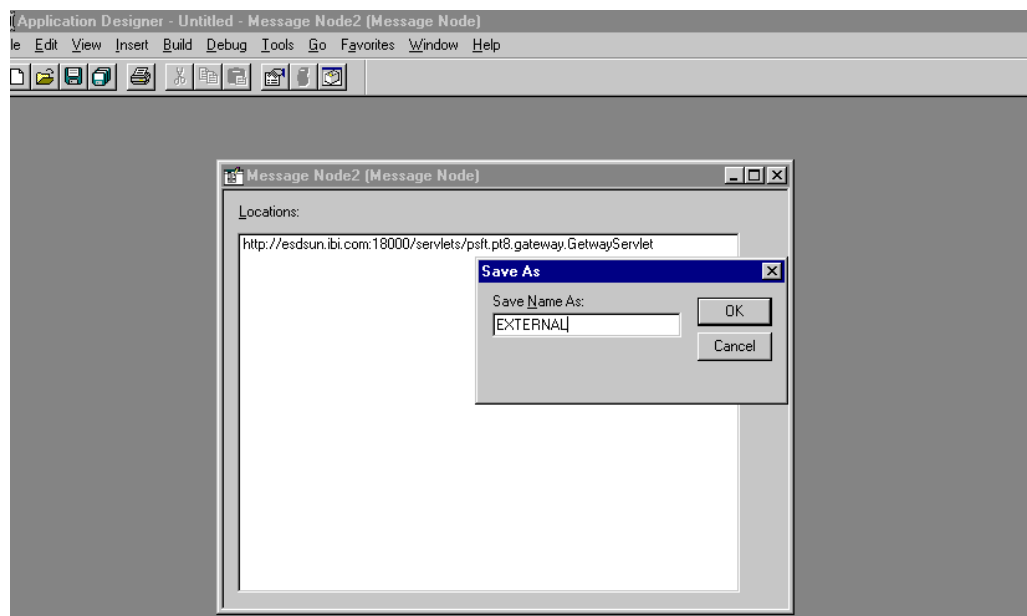 Application Designer - Untitled - Message Node2 (Message Node)
le Edit View Insert Build Debug Tools Go Favorites Window Help
Message Node2 (Message Node)
Locations:
http://esdsun.ibi.com:18000/servlets/psft.pt8.gateway.GetwayServlet
Save As
Save Name As:
OK
EXTERNAL
Cancel